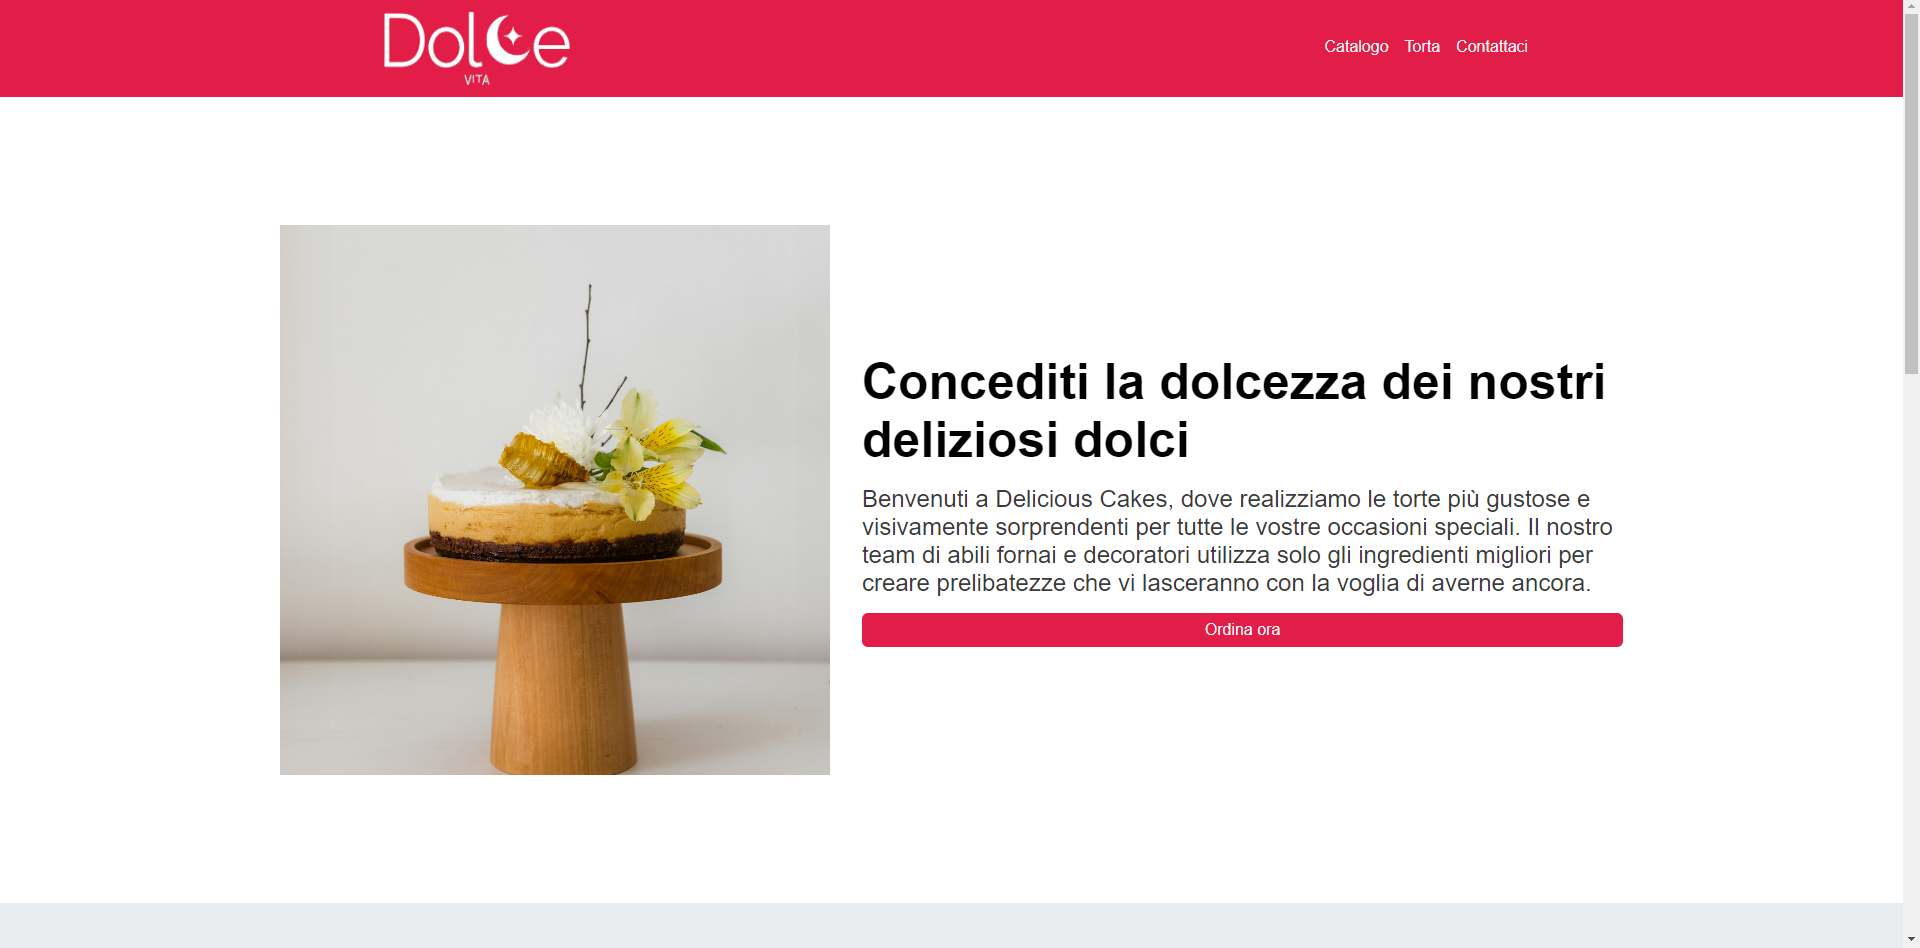 Dolce
VITA
Catalogo Torta Contattaci
Concediti la dolcezza dei nostri
deliziosi dolci
Benvenuti a Delicious Cakes, dove realizziamo le torte più gustose e
visivamente sorprendenti per tutte le vostre occasioni speciali. Il nostro
team di abili fornai e decoratori utilizza solo gli ingredienti migliori per
creare prelibatezze che vi lasceranno con la voglia di averne ancora.
Ordina ora